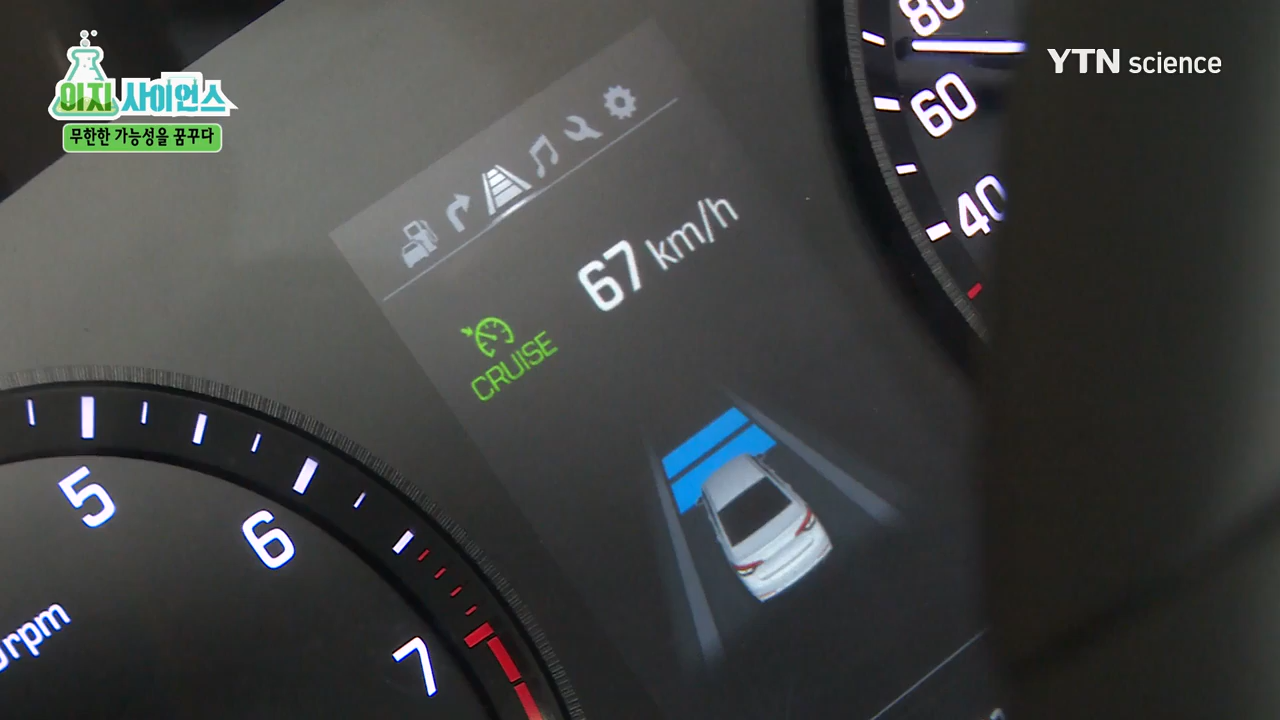 이지 사이언스
무한한 가능성을 꿈꾸다
YTN science
80
60
40
67 km/h
CRUISE
5
6
7
rpm